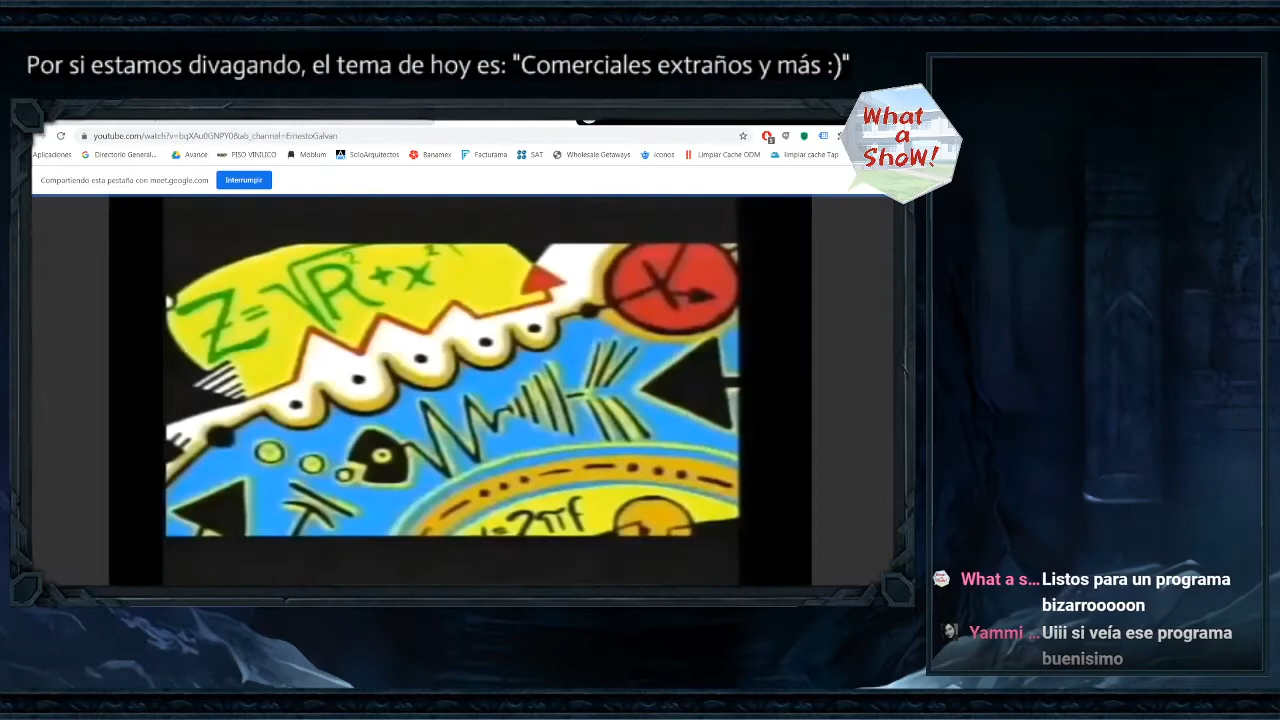 Por si estamos divagando, el tema de hoy es: "Comerciales extraños y más :)"
What
a
ShoW!
youtube.com/watch?v=bqXAu0GNPY0&ab_channel=ErnestoGalvan
Aplicaciones Directorio General... Avance PISO VINILICO Mobium ScioArquitectos Banamex Facturama SAT Wholesale Getaways iconos Limpiar Cache ODM limpiar cache Tap
Compartiendo esta pestaña con meet.google.com Interrumpir
Z=√R²+x²
X
=2πf
What a s... Listos para un programa
bizarrooooon
Yammi ... Uiii si veía ese programa
buenisimo